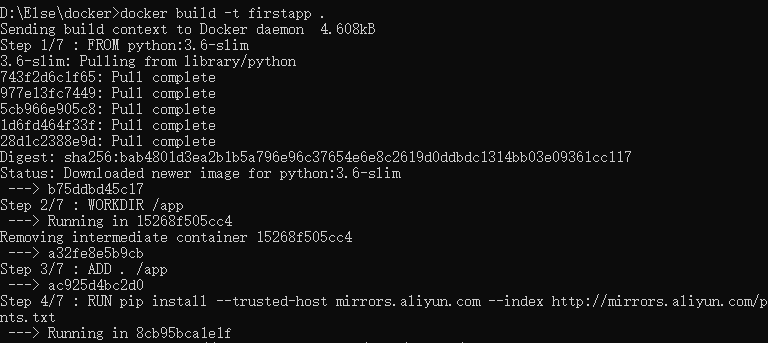 D:\Else\docker>docker build -t firstapp .
Sending build context to Docker daemon  4.608kB
Step 1/7 : FROM python:3.6-slim
3.6-slim: Pulling from library/python
743f2d6c1f65: Pull complete
977e13fc7449: Pull complete
5cb966e905c8: Pull complete
1d6fd464f33f: Pull complete
28d1c2388e9d: Pull complete
Digest: sha256:bab4801d3ea2b1b5a796e96c37654e6e8c2619d0ddbdc1314bb03e09361cc117
Status: Downloaded newer image for python:3.6-slim
 ---> b75ddbd45c17
Step 2/7 : WORKDIR /app
 ---> Running in 15268f505cc4
Removing intermediate container 15268f505cc4
 ---> a32fe8e5b9cb
Step 3/7 : ADD . /app
 ---> ac925d4bc2d0
Step 4/7 : RUN pip install --trusted-host mirrors.aliyun.com --index http://mirrors.aliyun.com/p
nts.txt
 ---> Running in 8cb95bca1e1f